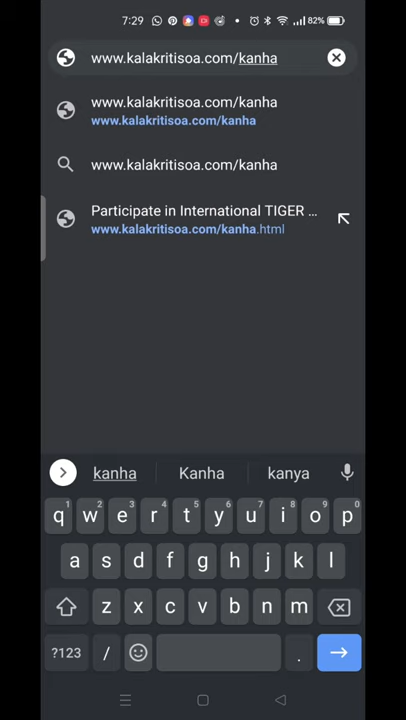 7:29 82%
www.kalakritisoa.com/kanha
www.kalakritisoa.com/kanha
www.kalakritisoa.com/kanha
www.kalakritisoa.com/kanha
Participate in International TIGER ...
www.kalakritisoa.com/kanha.html
kanha Kanha kanya
1 2 3 4 5 6 7 8 9 0
q w e r t y u i o p
a s d f g h j k l
z x c v b n m
?123 / .